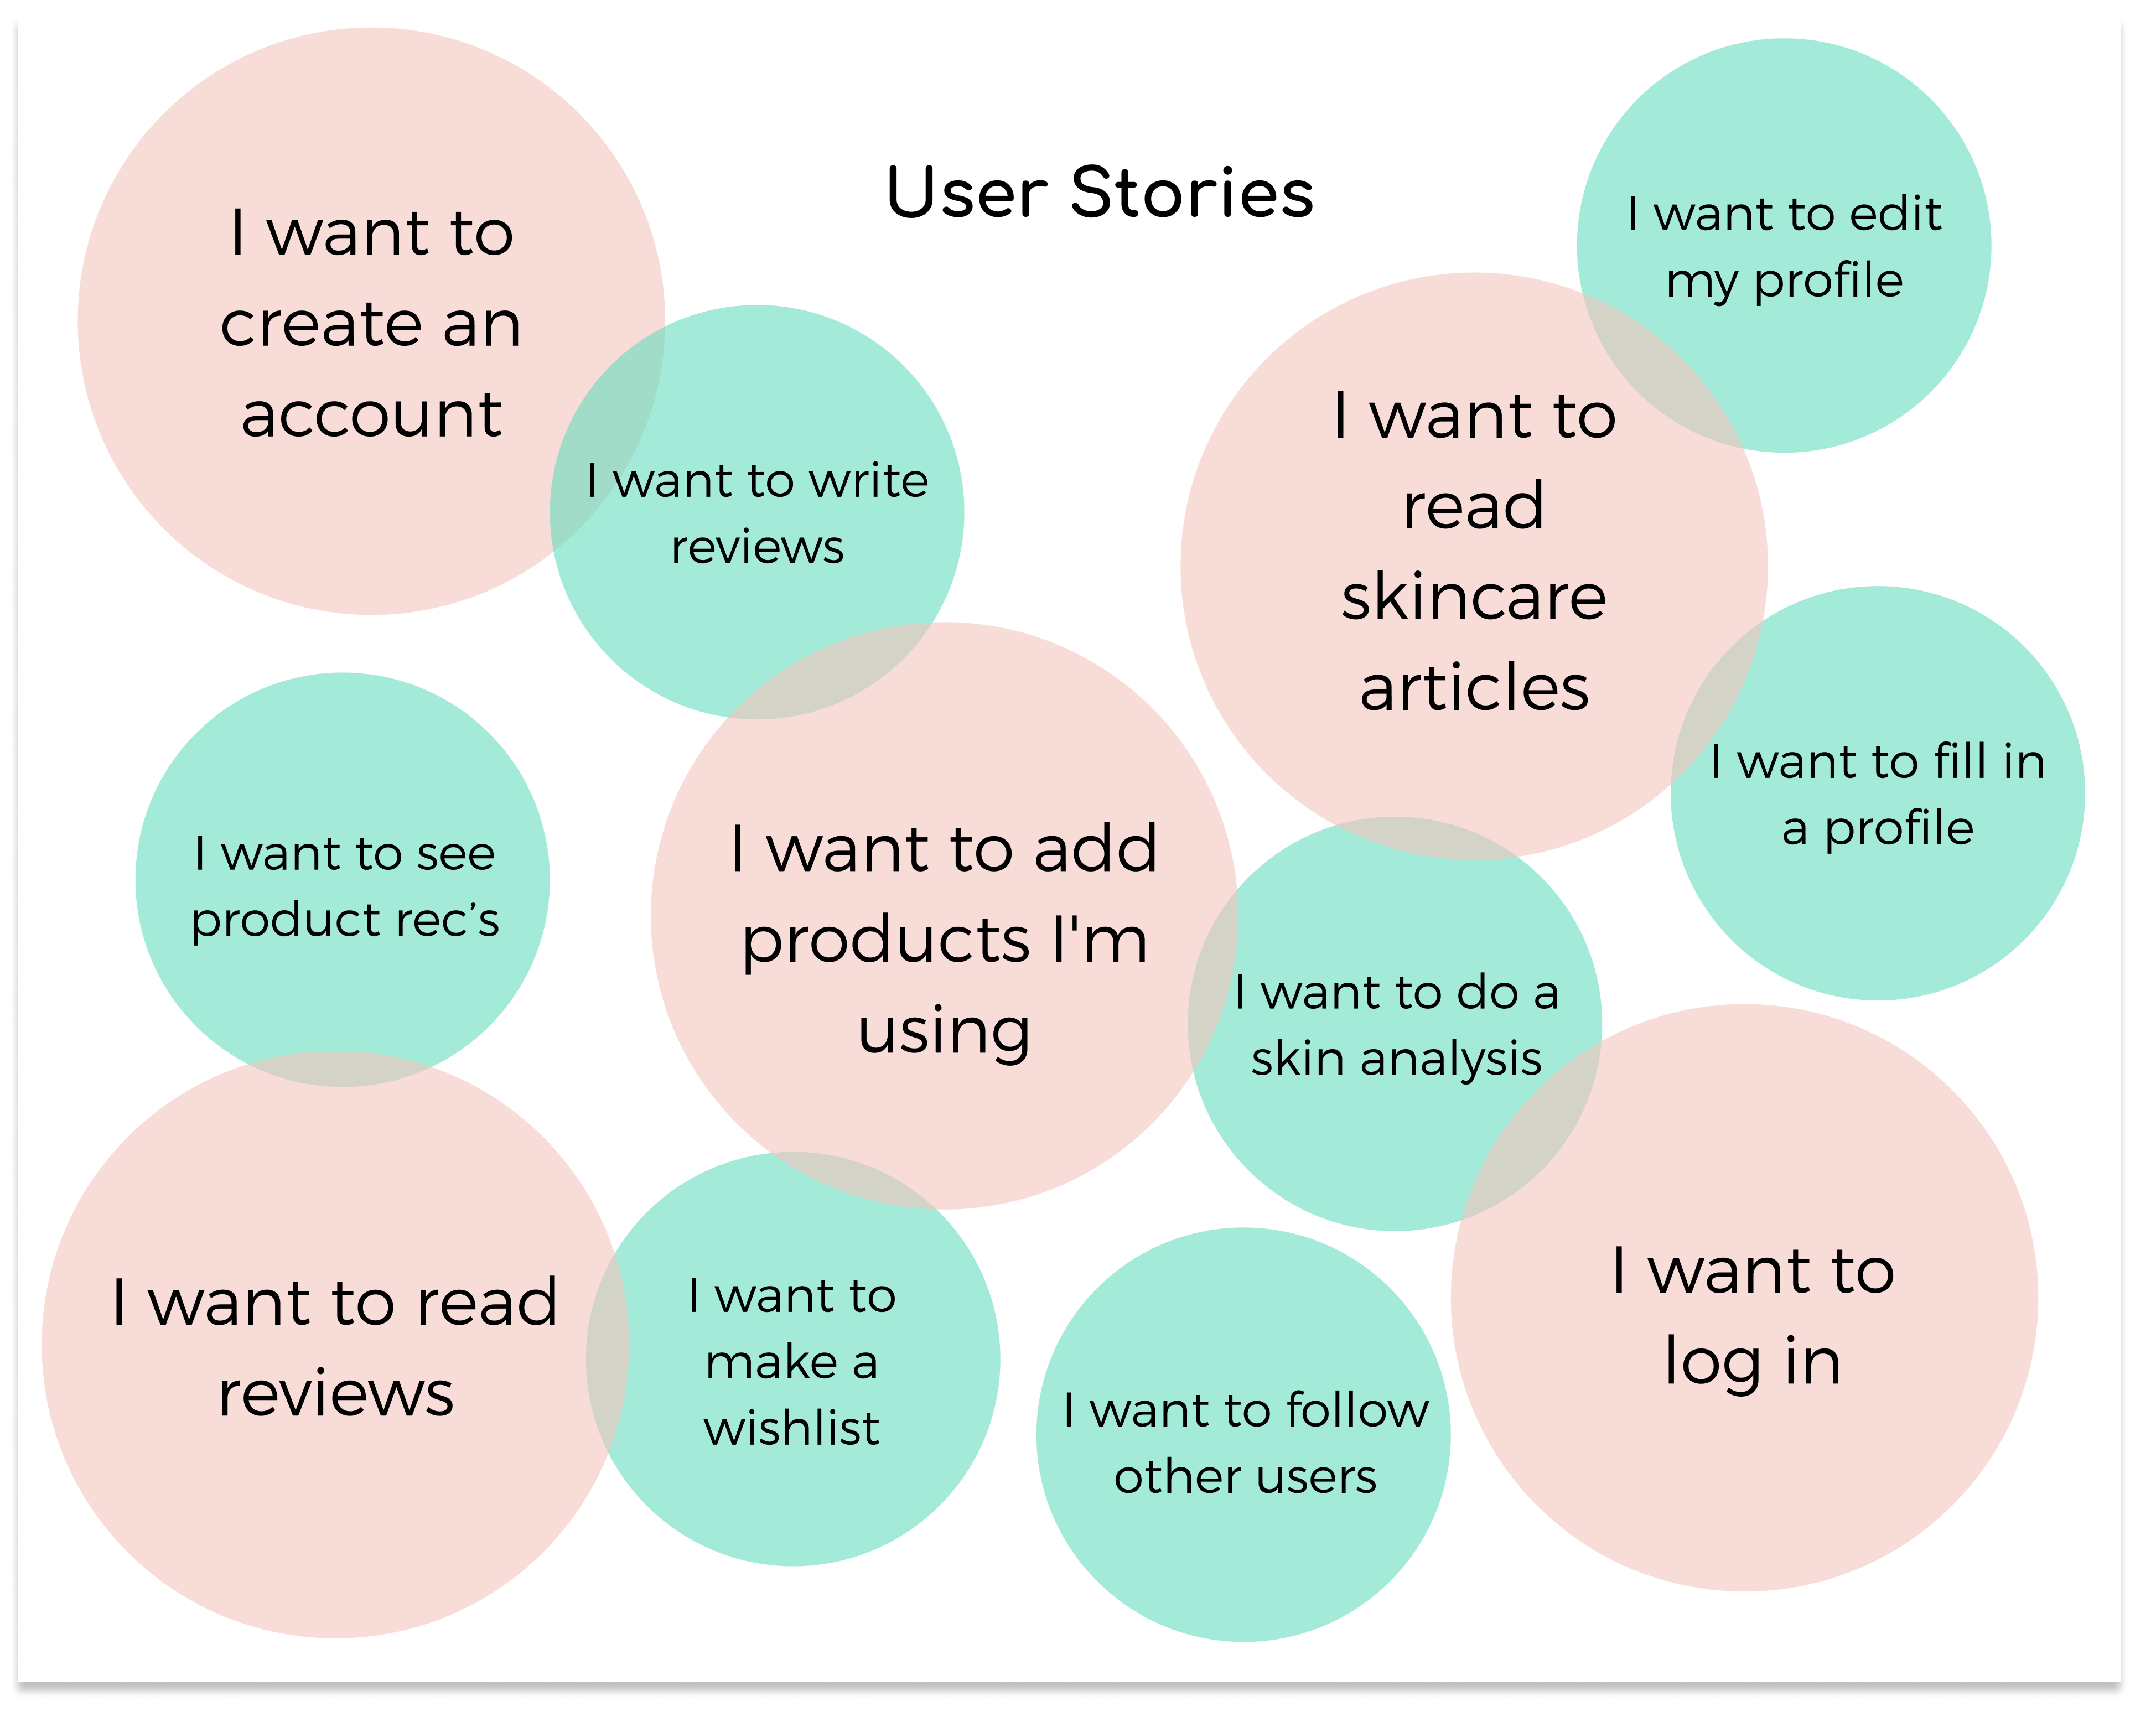 User Stories
I want to
create an
account
I want to edit
my profile
I want to write
reviews
I want to
read
skincare
articles
I want to fill in
a profile
I want to see
product rec’s
I want to add
products I'm
using
I want to do a
skin analysis
I want to read
reviews
I want to
make a
wishlist
I want to follow
other users
I want to
log in